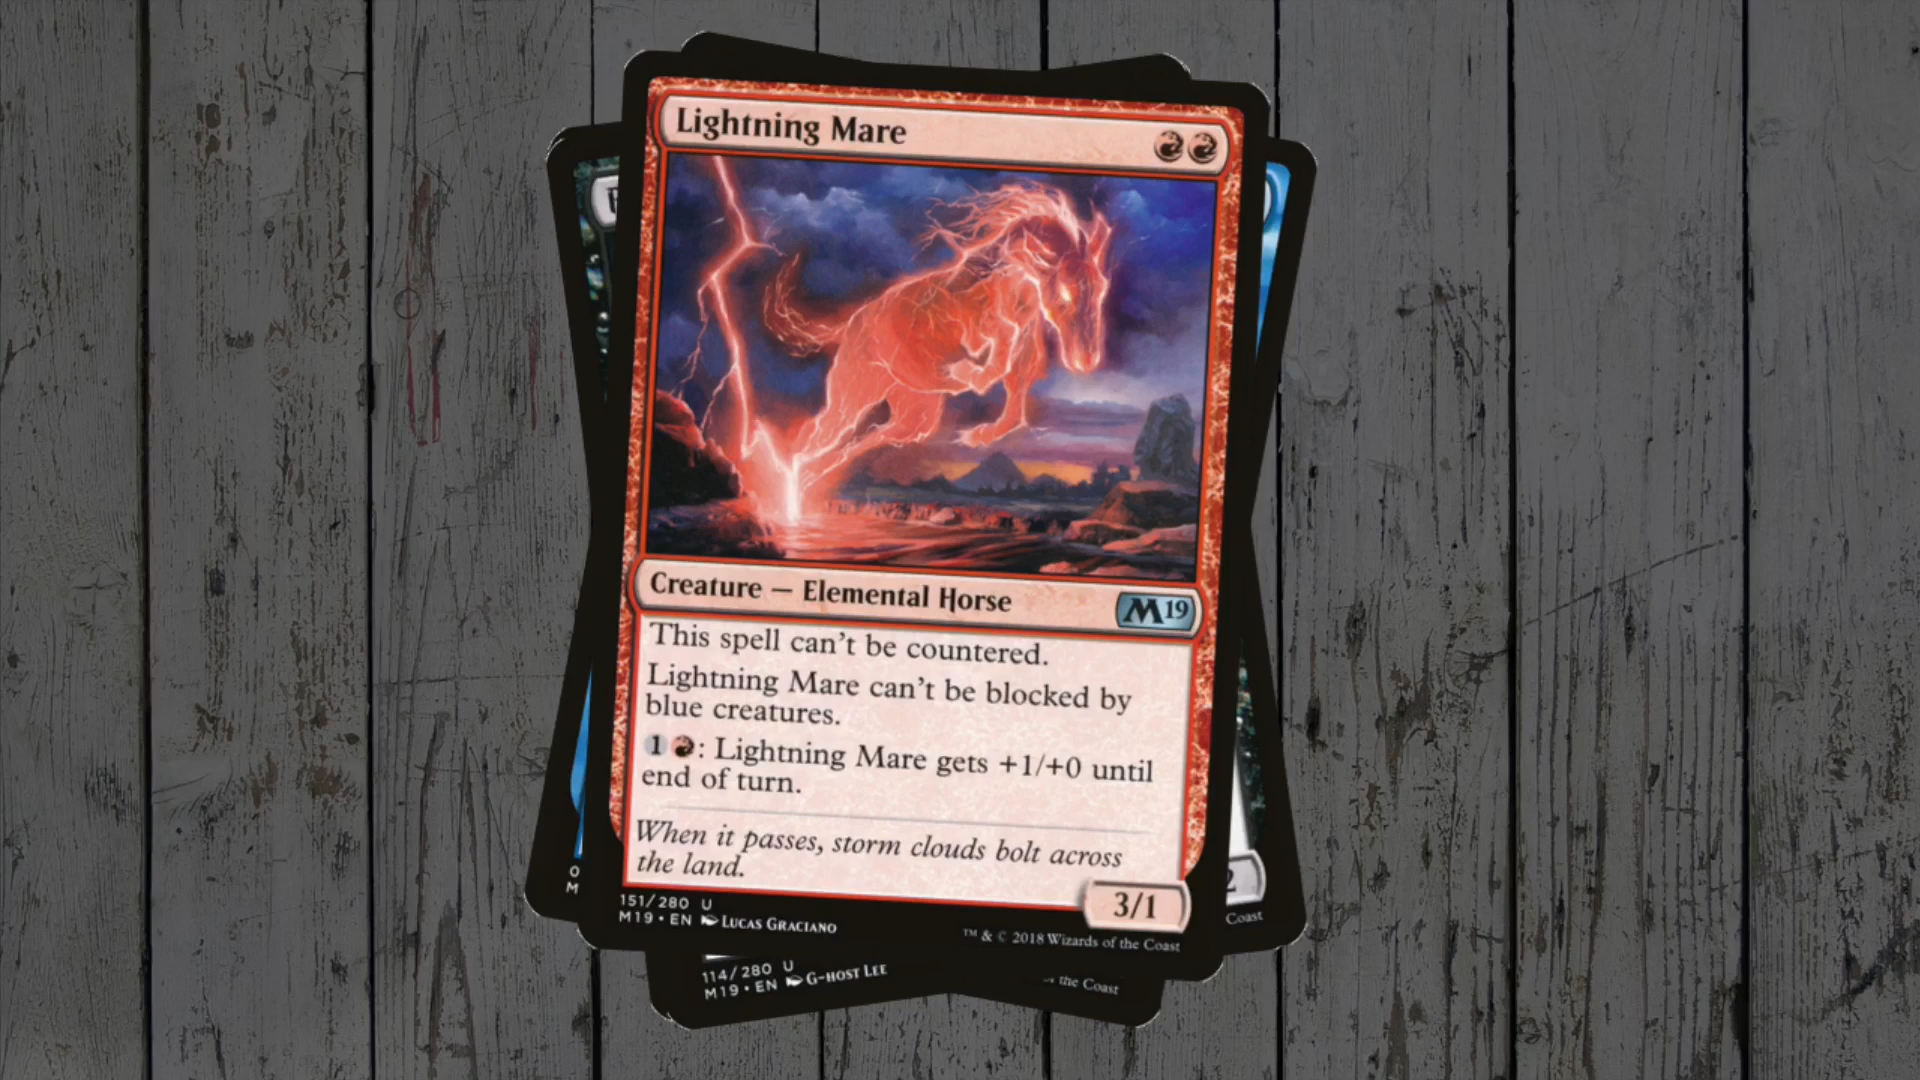 Lightning Mare
Creature — Elemental Horse
M19
This spell can't be countered.
Lightning Mare can't be blocked by
blue creatures.
1 : Lightning Mare gets +1/+0 until
end of turn.
When it passes, storm clouds bolt across
the land.
3/1
151/280 U
M19 • EN LUCAS GRACIANO
™ & © 2018 Wizards of the Coast
2
Coast
114/280 U
M19 • EN G-HOST LEE
the Coast
O
M